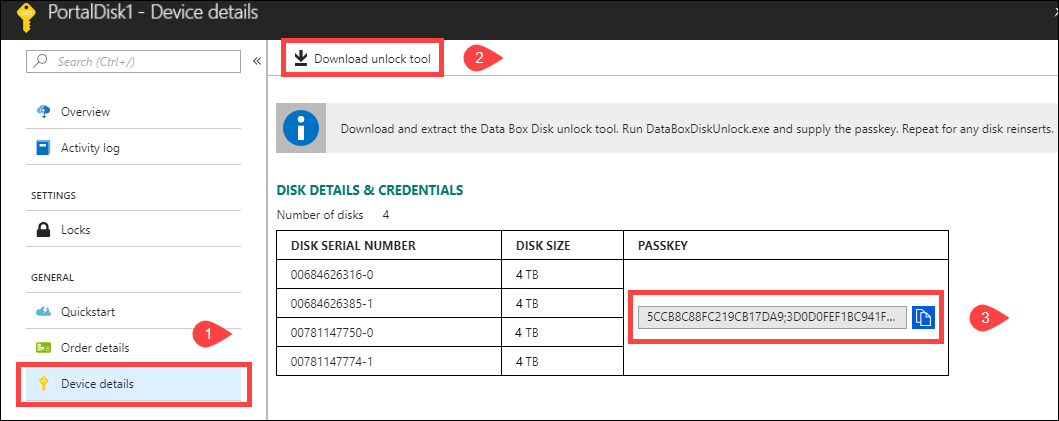 PortalDisk1 - Device details
Search (Ctrl+/)
«
Overview
Activity log
SETTINGS
Locks
GENERAL
Quickstart
Order details
Device details
1
Download unlock tool
2
Download and extract the Data Box Disk unlock tool. Run DataBoxDiskUnlock.exe and supply the passkey. Repeat for any disk reinserts.
DISK DETAILS & CREDENTIALS
Number of disks 4
DISK SERIAL NUMBER DISK SIZE PASSKEY
00684626316-0 4 TB
00684626385-1 4 TB
5CCB8C88FC219CB17DA9;3D0D0FEF1BC941F...
3
00781147750-0 4 TB
00781147774-1 4 TB